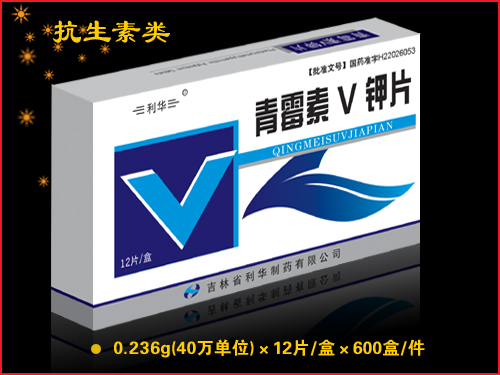 抗生素类
利华®
【批准文号】国药准字H22026053
青霉素 V 钾片
QINGMEISUVJIAPIAN
12片/盒
吉林省利华制药有限公司
● 0.236g(40万单位)×12片/盒×600盒/件